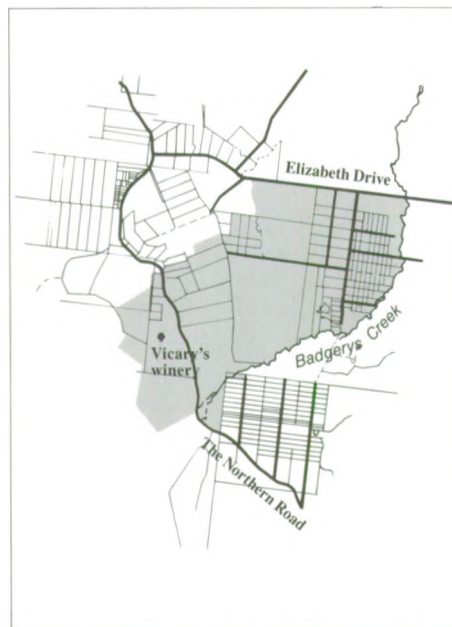 Elizabeth Drive
Badgerys Creek
Vicary's
winery
The Northern Road